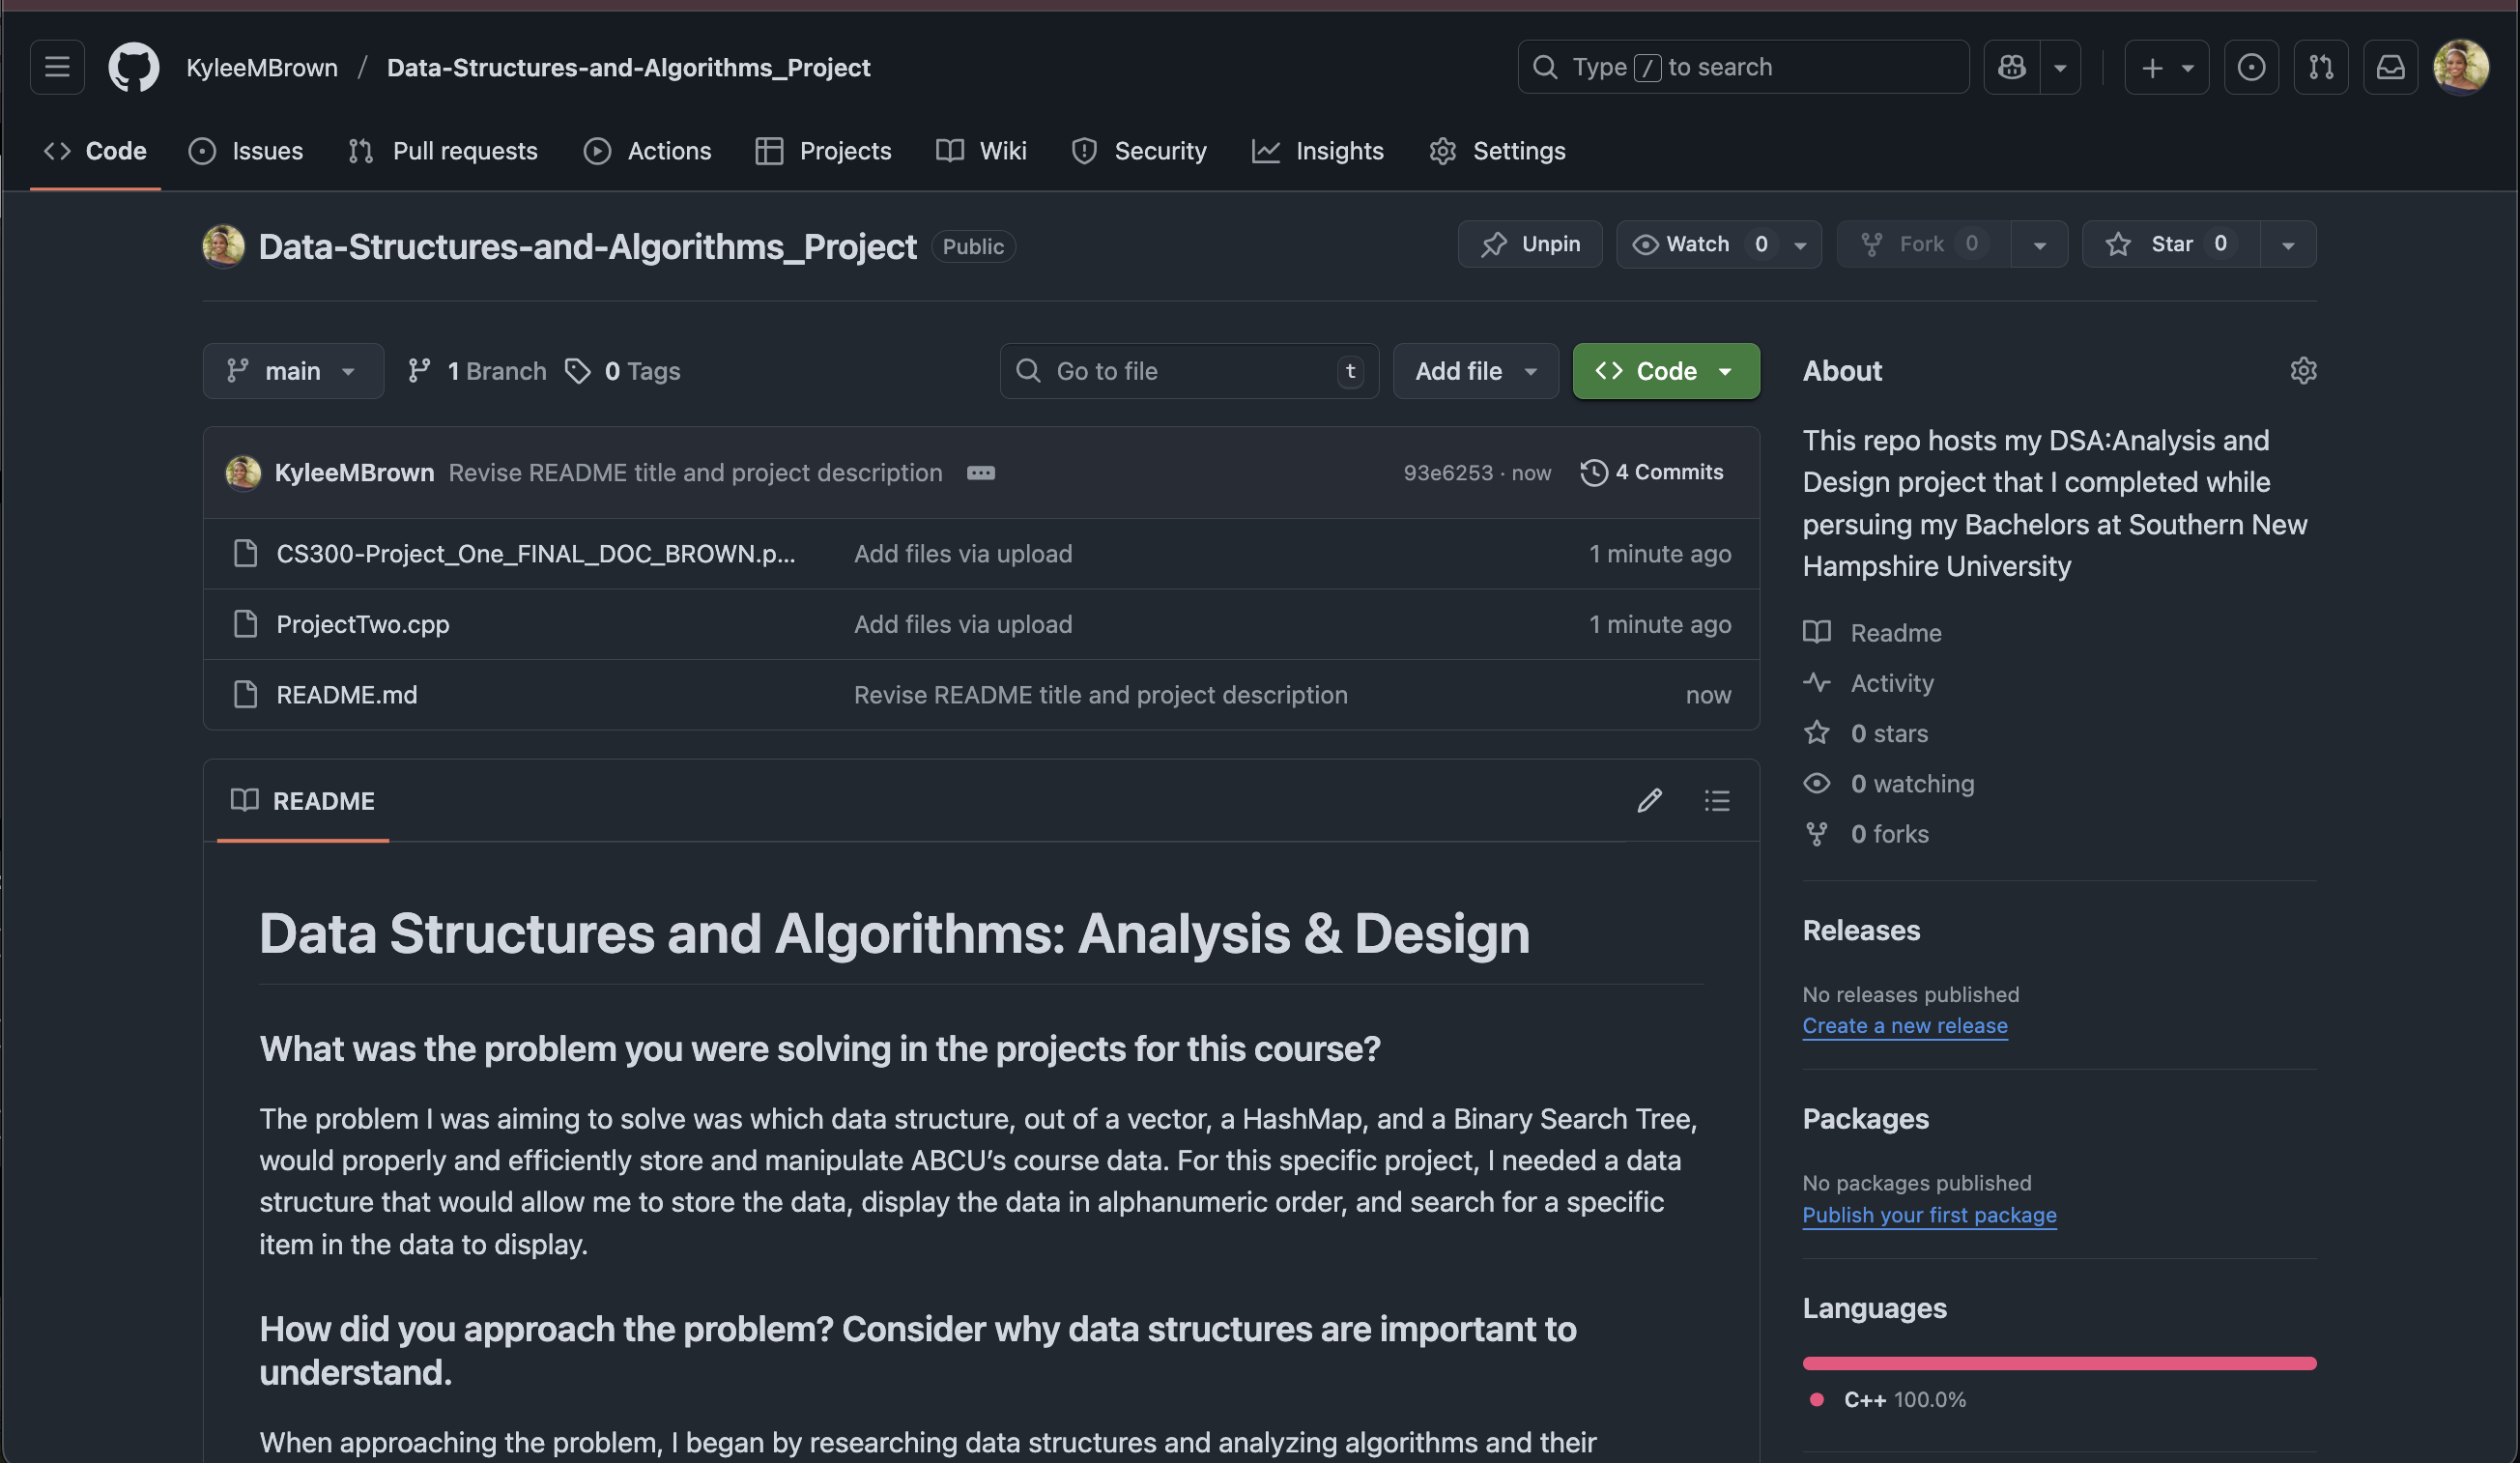 KyleeMBrown / Data-Structures-and-Algorithms_Project
Type / to search
Code Issues Pull requests Actions Projects Wiki Security Insights Settings
Data-Structures-and-Algorithms_Project Public
Unpin Watch 0 Fork 0 Star 0
main 1 Branch 0 Tags
Go to file t
Add file
Code
KyleeMBrown Revise README title and project description
93e6253 · now 4 Commits
CS300-Project_One_FINAL_DOC_BROWN.p... Add files via upload 1 minute ago
ProjectTwo.cpp Add files via upload 1 minute ago
README.md Revise README title and project description now
README
Data Structures and Algorithms: Analysis & Design
What was the problem you were solving in the projects for this course?
The problem I was aiming to solve was which data structure, out of a vector, a HashMap, and a Binary Search Tree,
would properly and efficiently store and manipulate ABCU’s course data. For this specific project, I needed a data
structure that would allow me to store the data, display the data in alphanumeric order, and search for a specific
item in the data to display.
How did you approach the problem? Consider why data structures are important to
understand.
When approaching the problem, I began by researching data structures and analyzing algorithms and their
About
This repo hosts my DSA:Analysis and
Design project that I completed while
persuing my Bachelors at Southern New
Hampshire University
Readme
Activity
0 stars
0 watching
0 forks
Releases
No releases published
Create a new release
Packages
No packages published
Publish your first package
Languages
C++ 100.0%